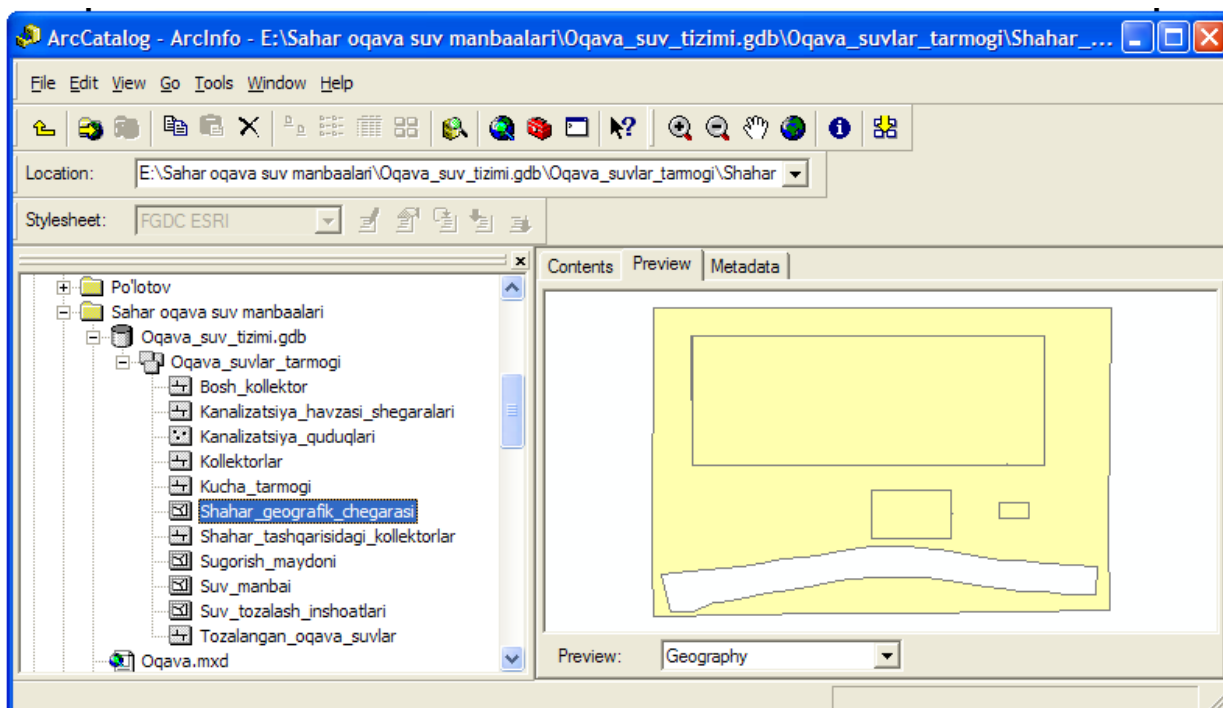 ArcCatalog - ArcInfo - E:\Sahar oqava suv manbaalari\Oqava_suv_tizimi.gdb\Oqava_suvlar_tarmogi\Shahar_...
File Edit View Go Tools Window Help
Location: E:\Sahar oqava suv manbaalari\Oqava_suv_tizimi.gdb\Oqava_suvlar_tarmogi\Shahar
Stylesheet: FGDC ESRI
Contents Preview Metadata
Po'lotov
Sahar oqava suv manbaalari
Oqava_suv_tizimi.gdb
Oqava_suvlar_tarmogi
Bosh_kollektor
Kanalizatsiya_havzasi_shegaralari
Kanalizatsiya_quduqlari
Kollektorlar
Kucha_tarmogi
Shahar_geografik_chegarasi
Shahar_tashqarisidagi_kollektorlar
Sugorish_maydoni
Suv_manbai
Suv_tozalash_inshoatlari
Tozalangan_oqava_suvlar
Oqava.mxd
Preview: Geography